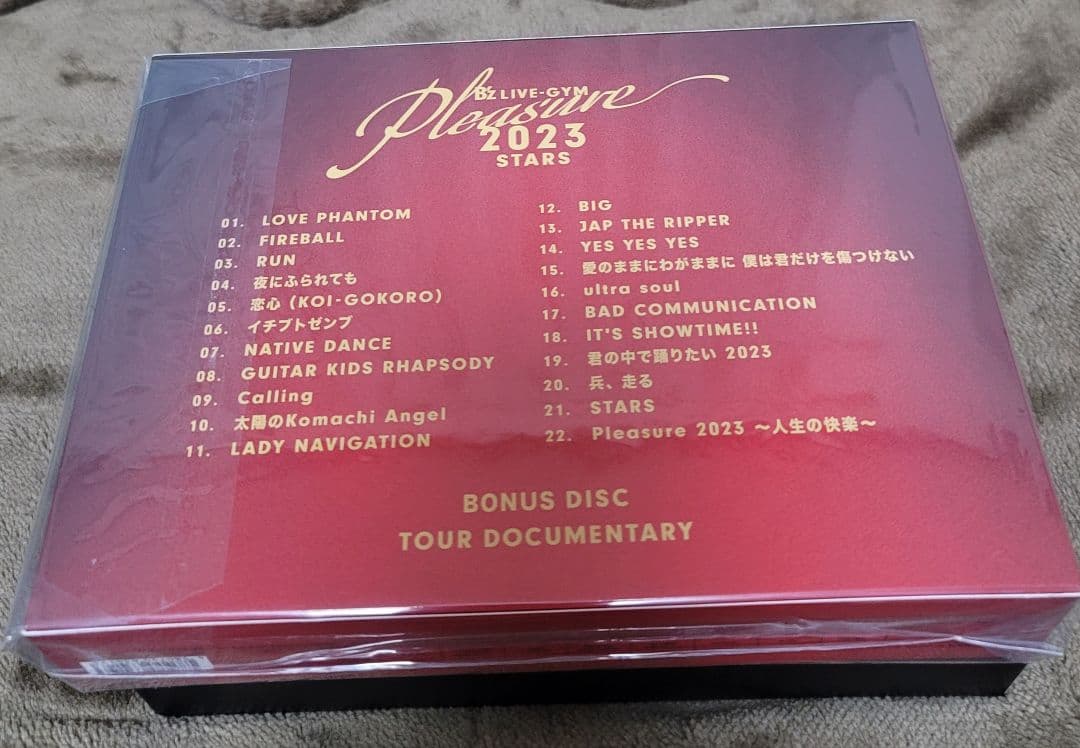 B'z LIVE-GYM
Pleasure
2023
STARS
01. LOVE PHANTOM
02. FIREBALL
03. RUN
04. 夜にふられても
05. 恋心 (KOI-GOKORO)
06. イチブトゼンブ
07. NATIVE DANCE
08. GUITAR KIDS RHAPSODY
09. Calling
10. 太陽のKomachi Angel
11. LADY NAVIGATION
12. BIG
13. JAP THE RIPPER
14. YES YES YES
15. 愛のままにわがままに 僕は君だけを傷つけない
16. ultra soul
17. BAD COMMUNICATION
18. IT'S SHOWTIME!!
19. 君の中で踊りたい 2023
20. 兵、走る
21. STARS
22. Pleasure 2023 ～人生の快楽～
BONUS DISC
TOUR DOCUMENTARY